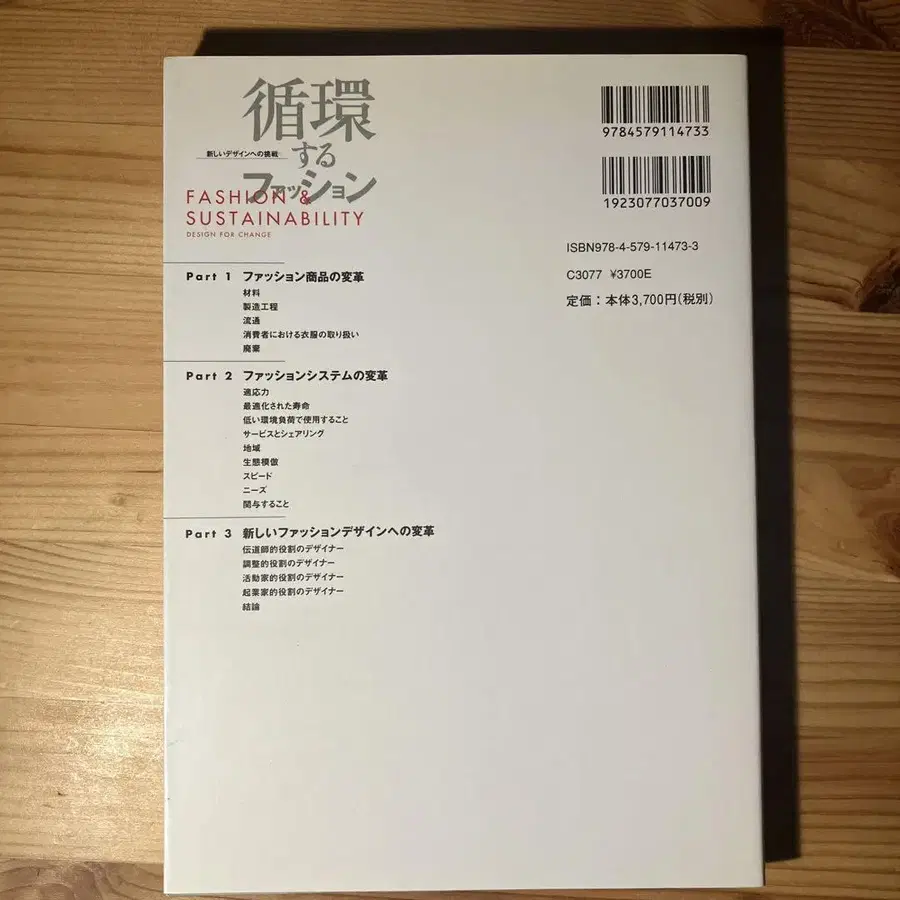 循環
新しいデザインへの挑戦
する
ファッション
FASHION &
SUSTAINABILITY
DESIGN FOR CHANGE
9784579114733
1923077037009
ISBN978-4-579-11473-3
C3077 ¥3700E
定価：本体3,700円(税別)
Part 1 ファッション商品の変革
材料
製造工程
流通
消費者における衣服の取り扱い
廃棄
Part 2 ファッションシステムの変革
適応力
最適化された寿命
低い環境負荷で使用すること
サービスとシェアリング
地域
生態模倣
スピード
ニーズ
関与すること
Part 3 新しいファッションデザインへの変革
伝道師的役割のデザイナー
調整的役割のデザイナー
活動家的役割のデザイナー
起業家的役割のデザイナー
結論